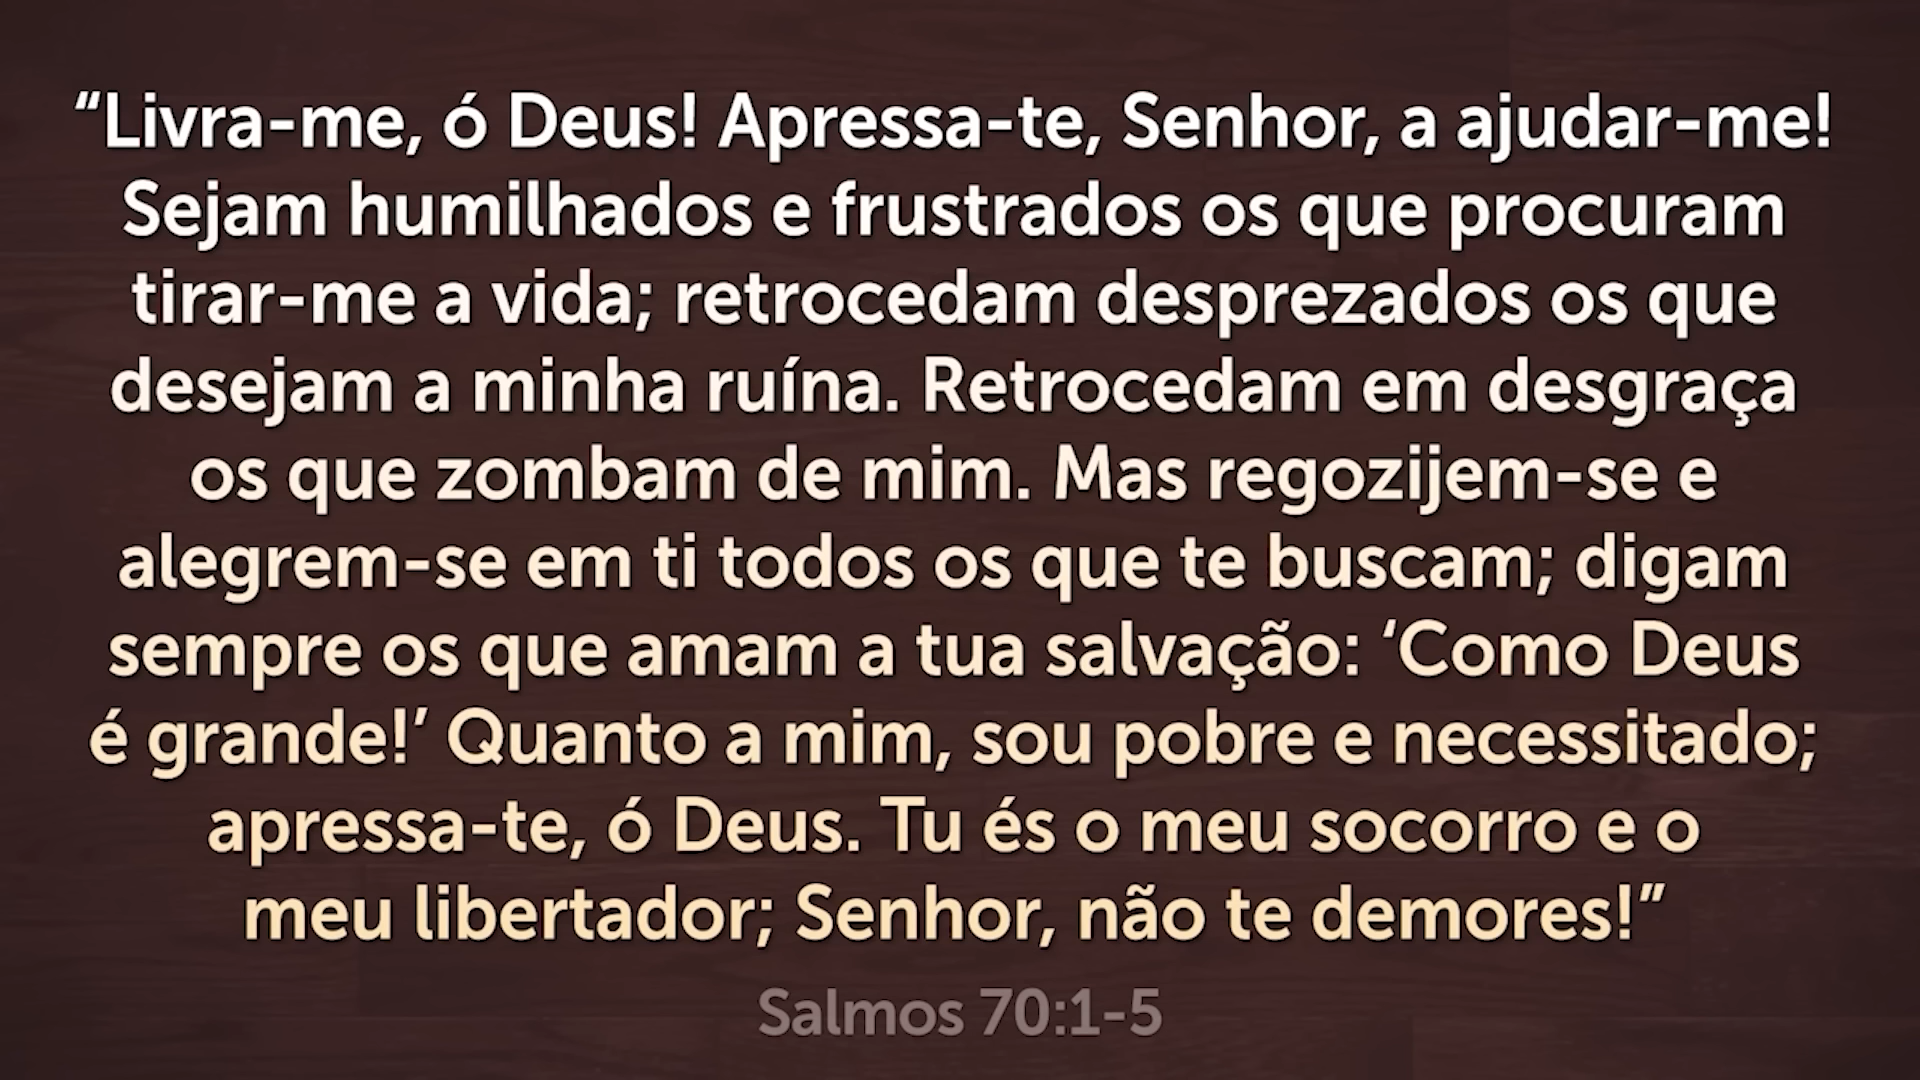 “Livra-me, ó Deus! Apressa-te, Senhor, a ajudar-me!
Sejam humilhados e frustrados os que procuram
tirar-me a vida; retrocedam desprezados os que
desejam a minha ruína. Retrocedam em desgraça
os que zombam de mim. Mas regozijem-se e
alegrem-se em ti todos os que te buscam; digam
sempre os que amam a tua salvação: ‘Como Deus
é grande!’ Quanto a mim, sou pobre e necessitado;
apressa-te, ó Deus. Tu és o meu socorro e o
meu libertador; Senhor, não te demores!”
Salmos 70:1-5